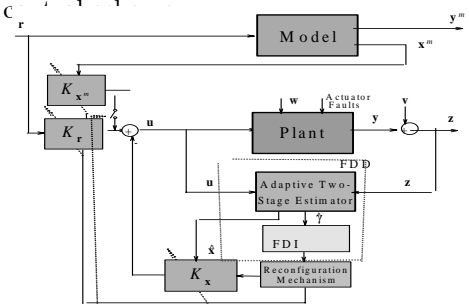 r
Model
y^m
x^m
K_x^m
K_r
u
w
Actuator
Faults
Plant
y
v
z
FDD
u
Adaptive Two-
Stage Estimator
z
γ̂
FDI
x̂
K_x
Reconfiguration
Mechanism